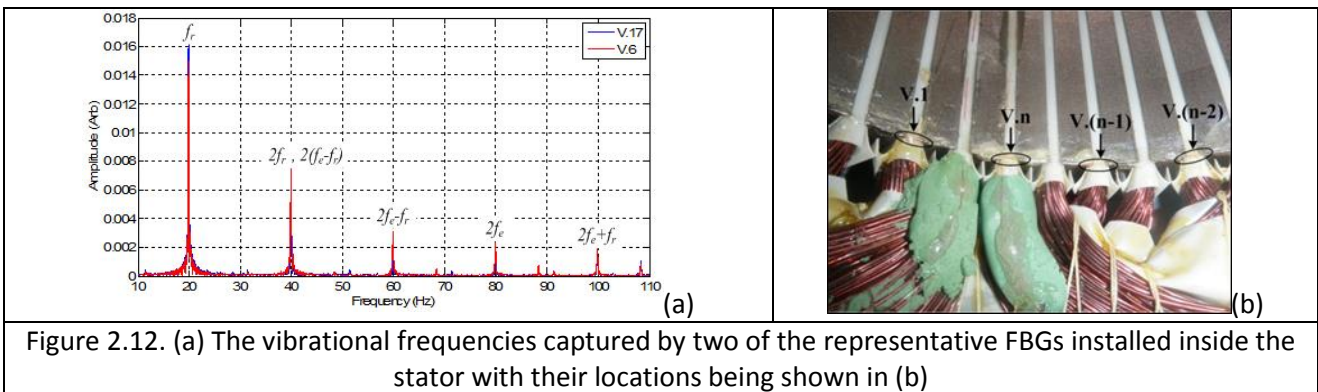 0.018
0.016
0.014
0.012
0.01
0.008
0.006
0.004
0.002
0
Amplitude (Arb)
10 20 30 40 50 60 70 80 90 100 110
Frequency (Hz)
fr
2fr , 2(fe-fr)
2fe-fr
2fe
2fe+fr
V.17
V.6
(a)
V.1
V.n
V.(n-1)
V.(n-2)
(b)
Figure 2.12. (a) The vibrational frequencies captured by two of the representative FBGs installed inside the
stator with their locations being shown in (b)